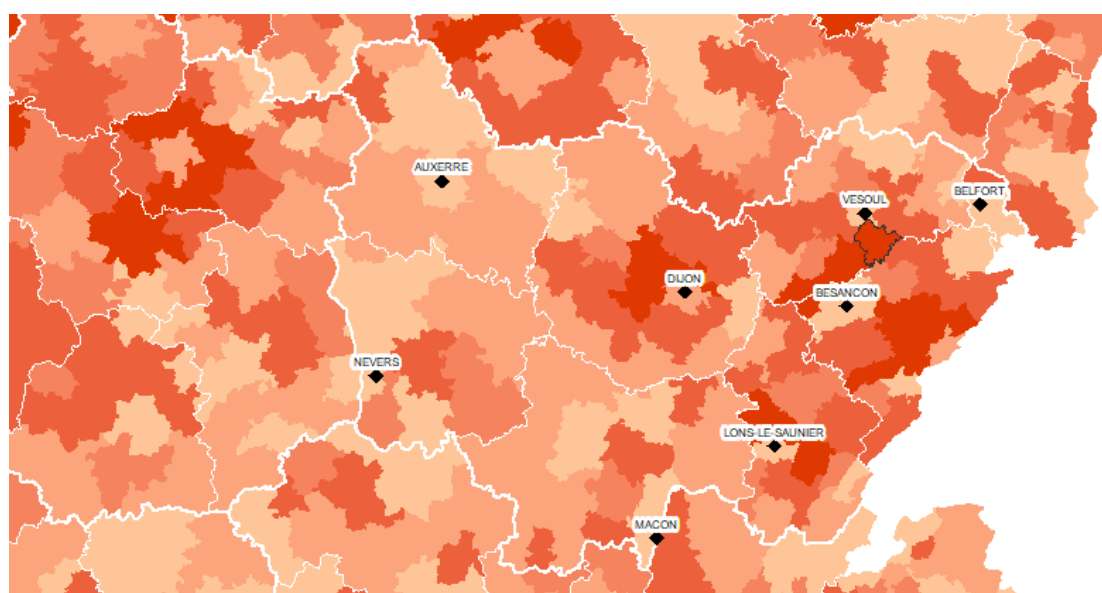 AUXERRE
BELFORT
VESOUL
DIJON
BESANCON
NEVERS
LONS-LE-SAUNIER
MACON